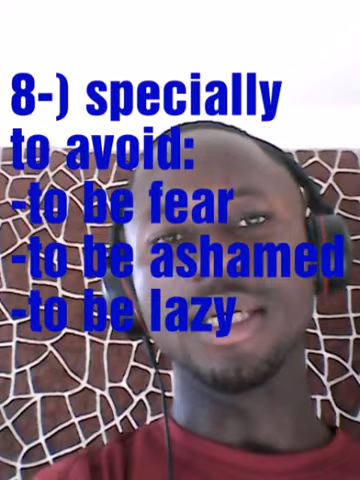 8-) specially
to avoid:
-to be fear
-to be ashamed
-to be lazy